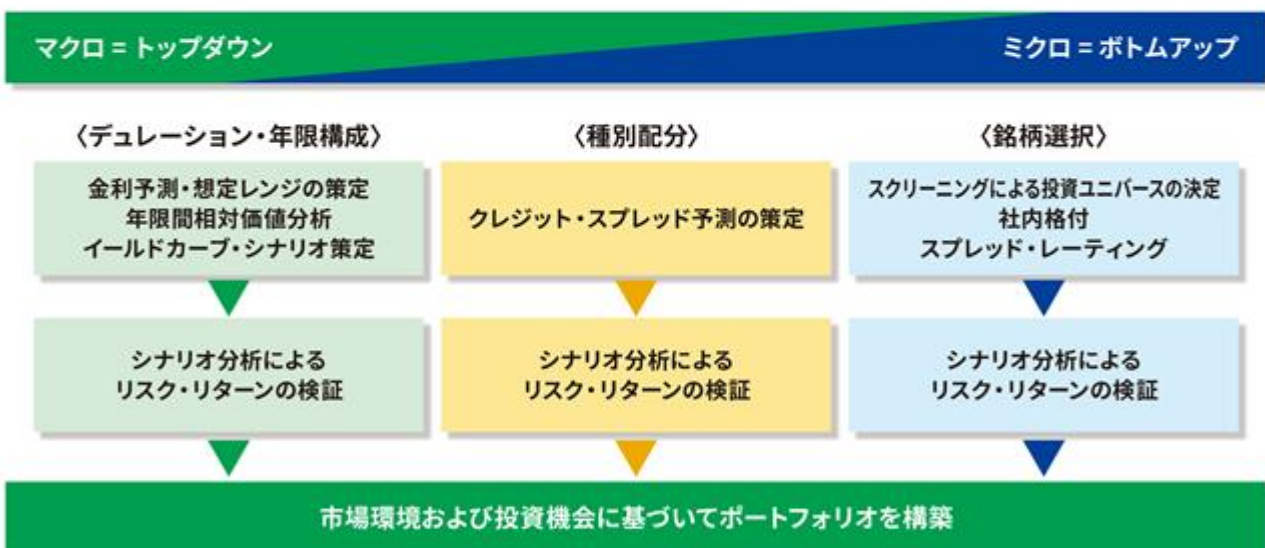 マクロ = トップダウン
ミクロ = ボトムアップ
〈デュレーション・年限構成〉
金利予測・想定レンジの策定
年限間相対価値分析
イールドカーブ・シナリオ策定
シナリオ分析による
リスク・リターンの検証
〈種別配分〉
クレジット・スプレッド予測の策定
シナリオ分析による
リスク・リターンの検証
〈銘柄選択〉
スクリーニングによる投資ユニバースの決定
社内格付
スプレッド・レーティング
シナリオ分析による
リスク・リターンの検証
市場環境および投資機会に基づいてポートフォリオを構築